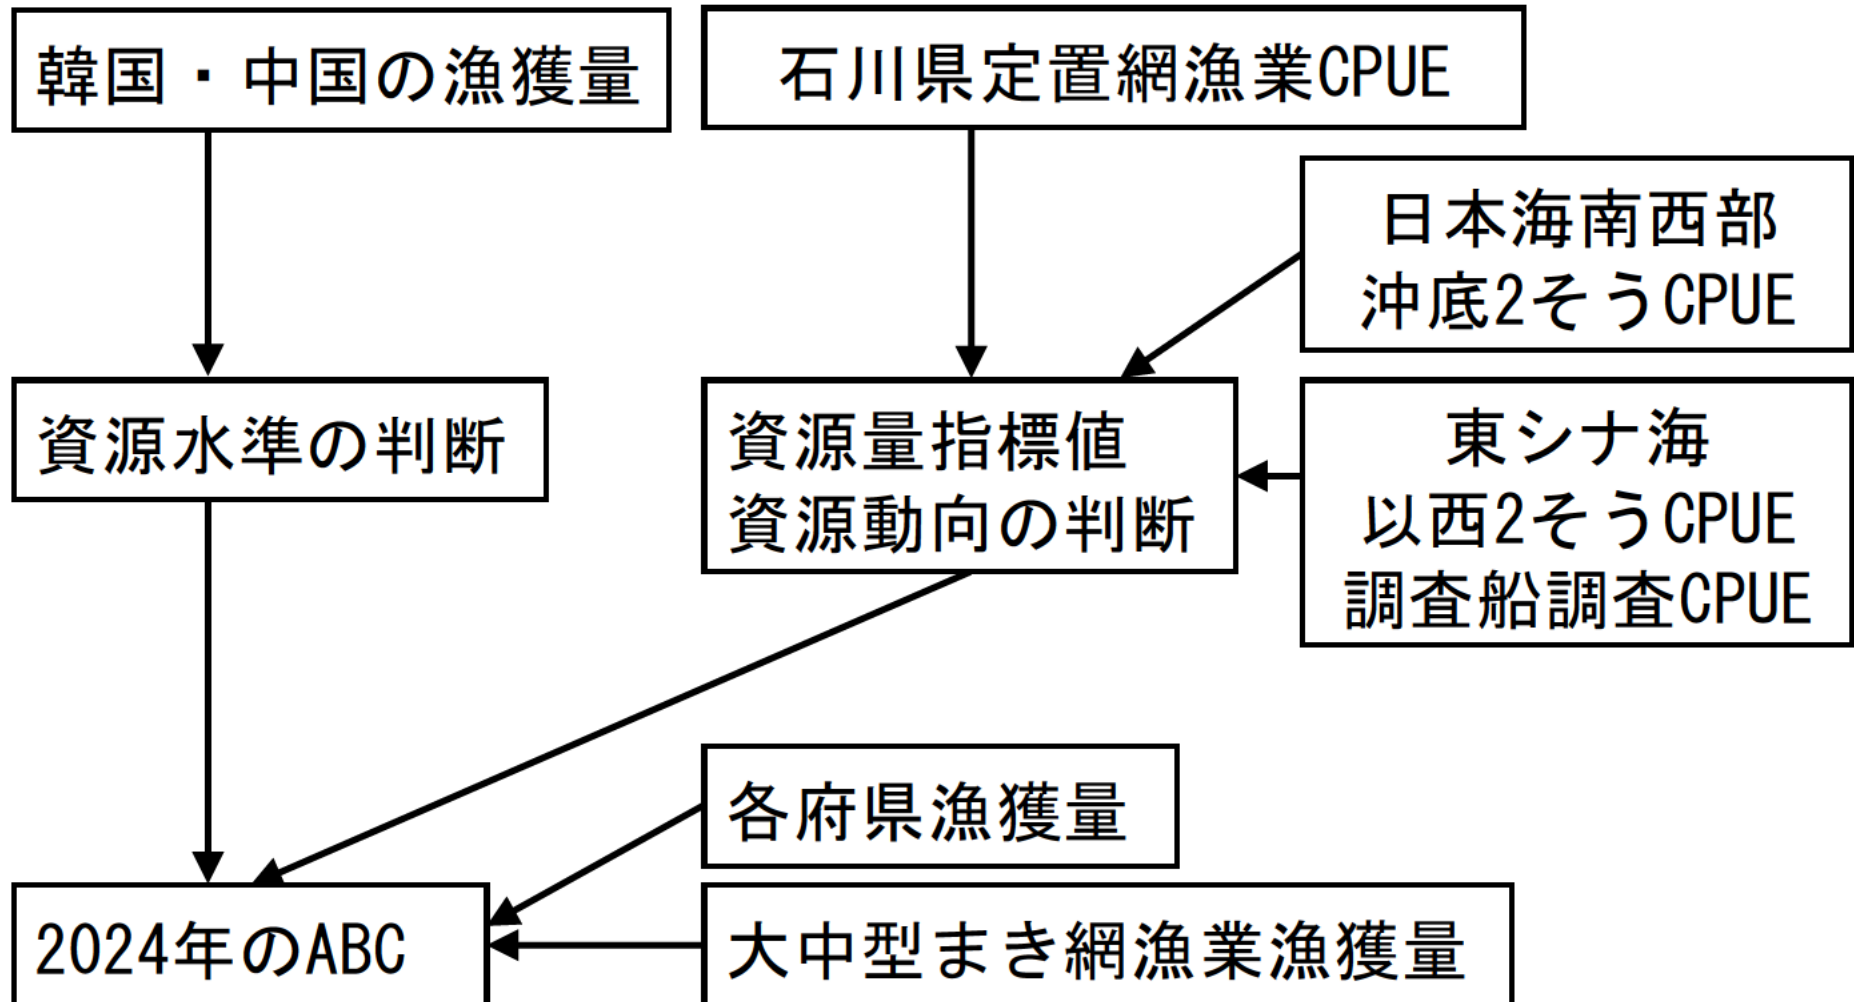 韓国・中国の漁獲量
石川県定置網漁業CPUE
日本海南西部
沖底2そうCPUE
資源水準の判断
資源量指標値
資源動向の判断
東シナ海
以西2そうCPUE
調査船調査CPUE
各府県漁獲量
2024年のABC
大中型まき網漁業漁獲量